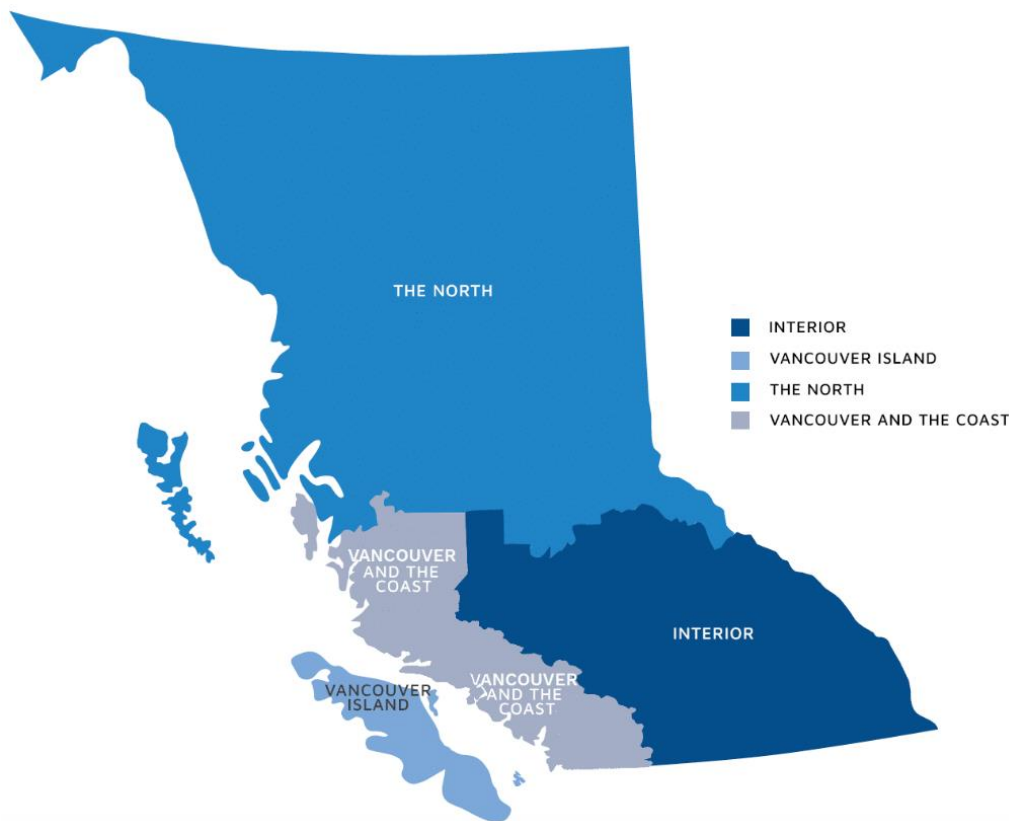 THE NORTH
INTERIOR
VANCOUVER ISLAND
THE NORTH
VANCOUVER AND THE COAST
VANCOUVER
AND THE
COAST
INTERIOR
VANCOUVER
AND THE
COAST
VANCOUVER
ISLAND